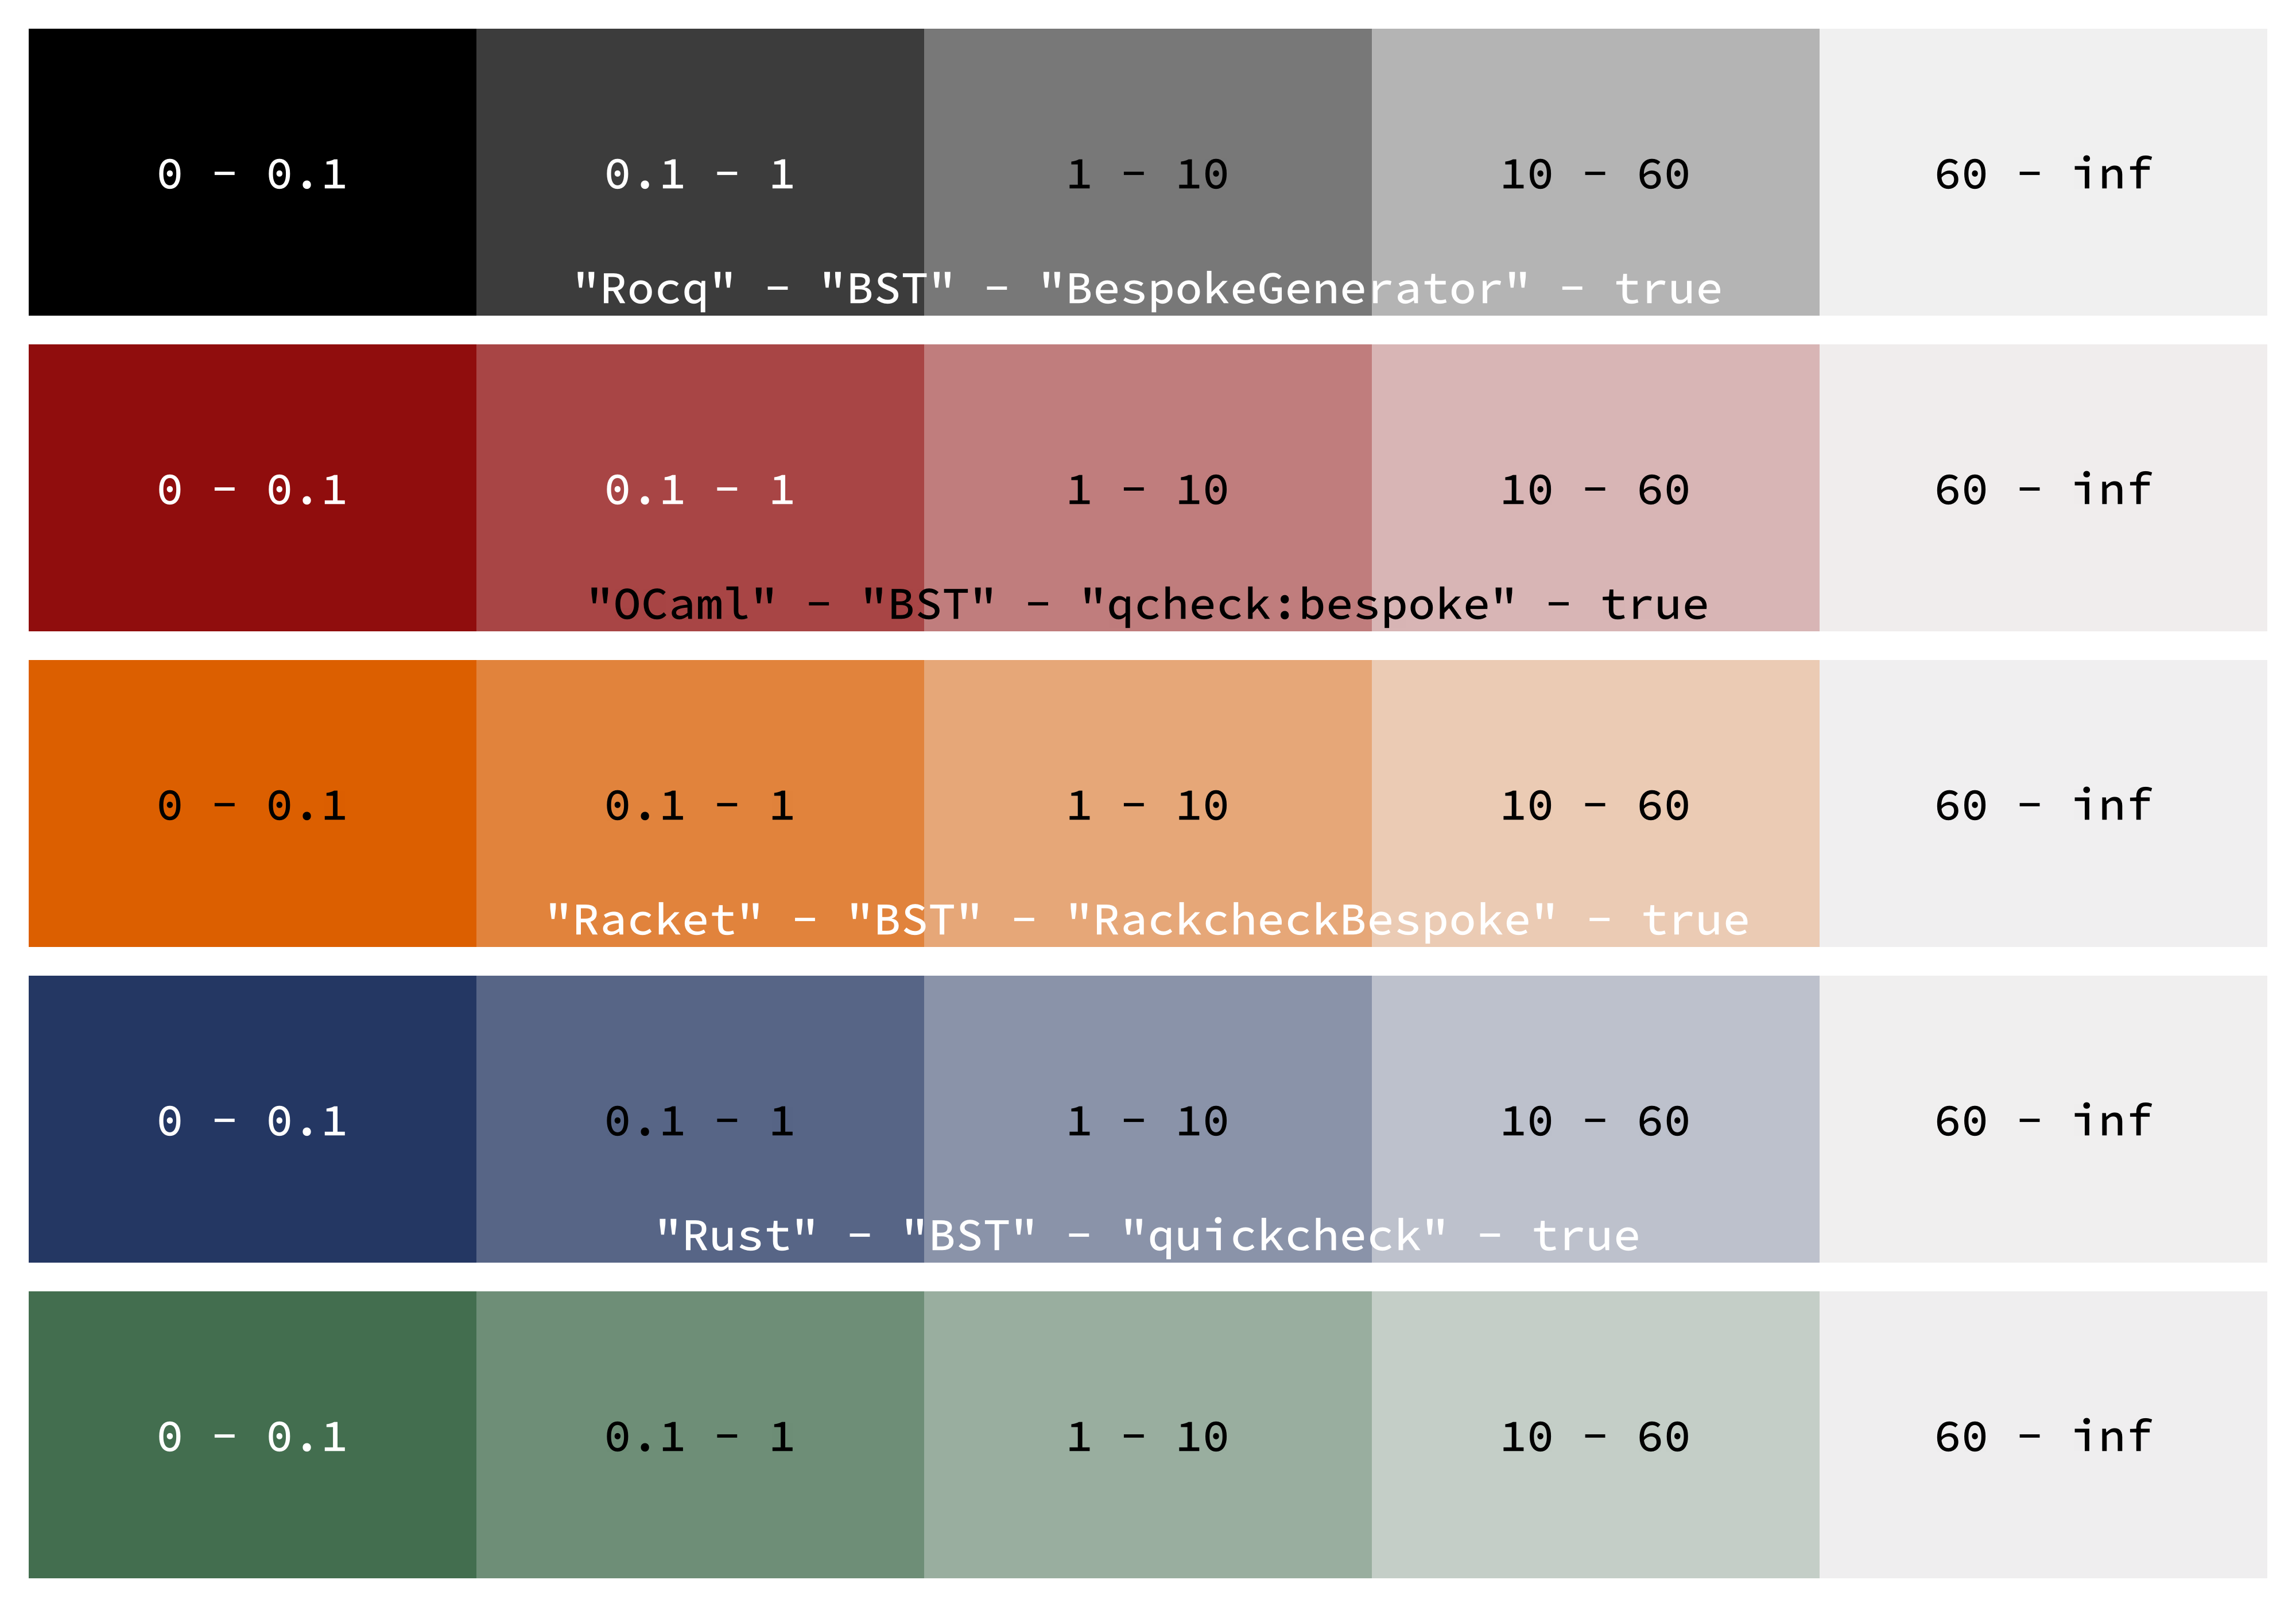 0 - 0.1 0.1 - 1 1 - 10 10 - 60 60 - inf
"Rocq" - "BST" - "BespokeGenerator" - true
0 - 0.1 0.1 - 1 1 - 10 10 - 60 60 - inf
"OCaml" - "BST" - "qcheck:bespoke" - true
0 - 0.1 0.1 - 1 1 - 10 10 - 60 60 - inf
"Racket" - "BST" - "RackcheckBespoke" - true
0 - 0.1 0.1 - 1 1 - 10 10 - 60 60 - inf
"Rust" - "BST" - "quickcheck" - true
0 - 0.1 0.1 - 1 1 - 10 10 - 60 60 - inf